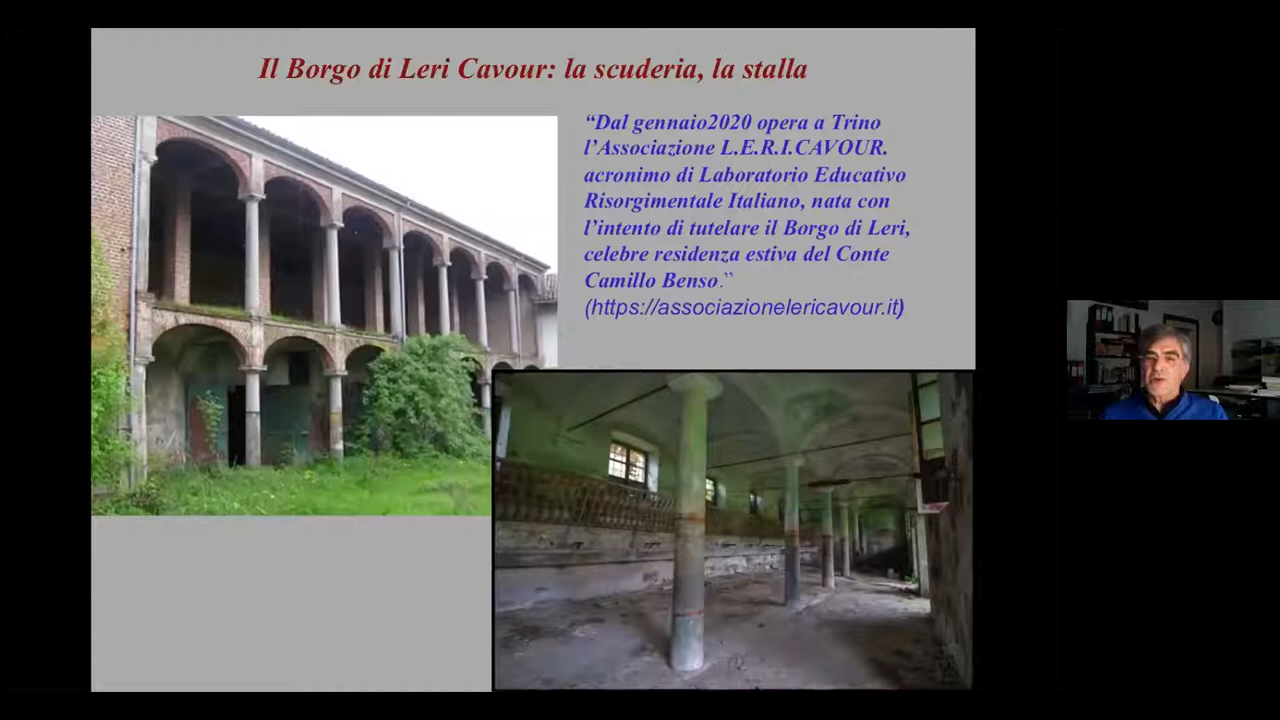 Il Borgo di Leri Cavour: la scuderia, la stalla
“Dal gennaio2020 opera a Trino
l’Associazione L.E.R.I.CAVOUR.
acronimo di Laboratorio Educativo
Risorgimentale Italiano, nata con
l’intento di tutelare il Borgo di Leri,
celebre residenza estiva del Conte
Camillo Benso.”
(https://associazionelericavour.it)